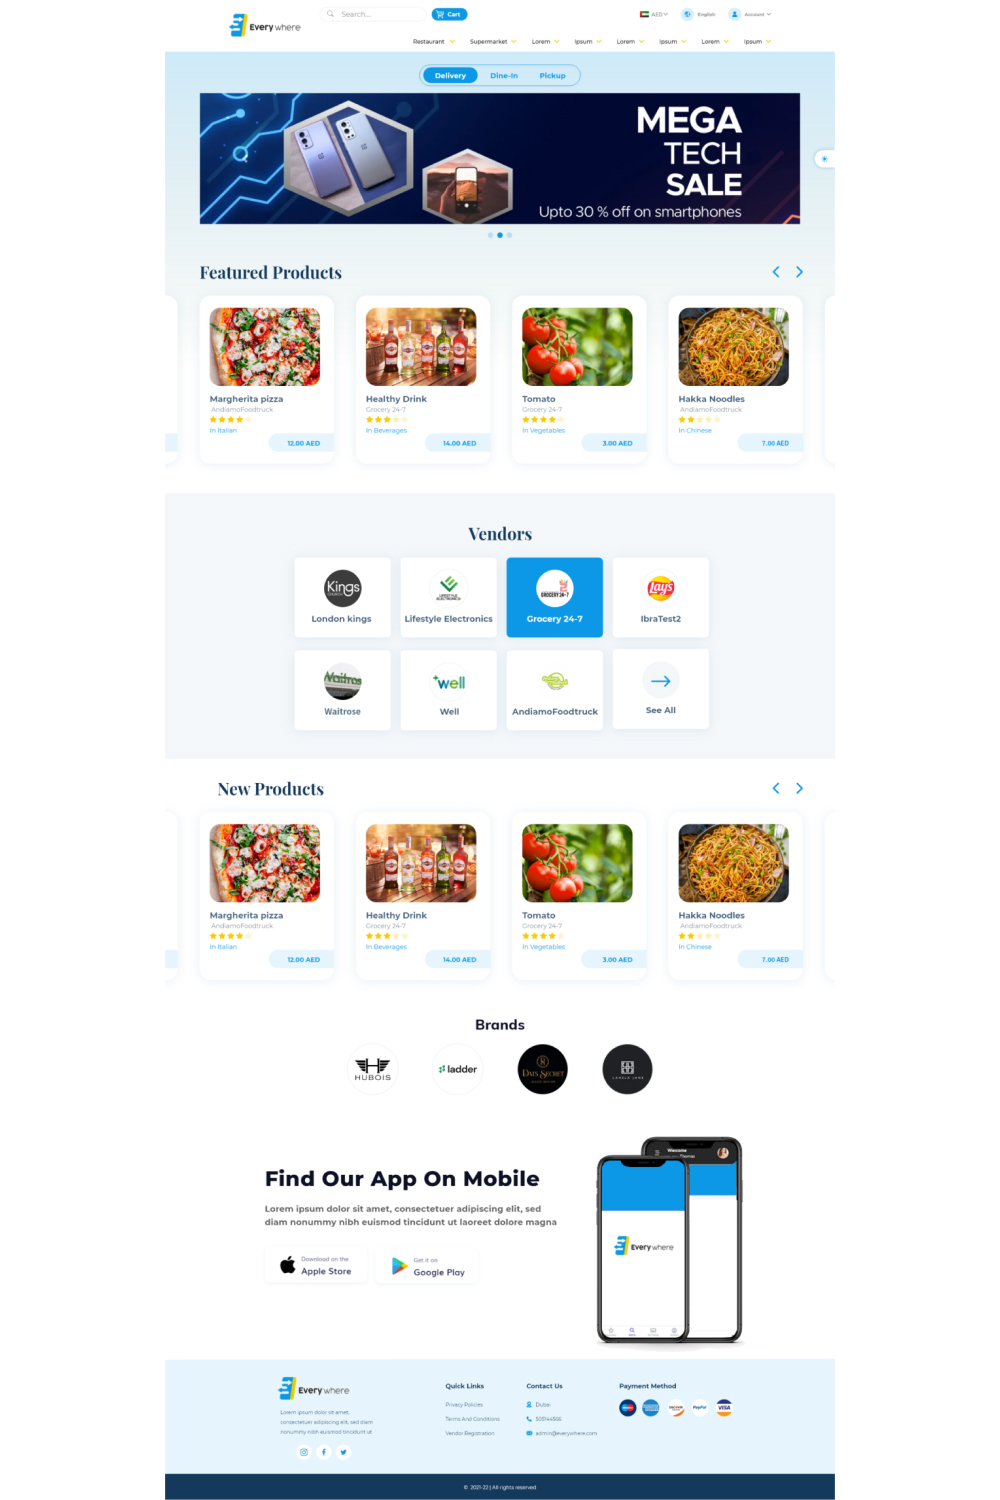 Everywhere
Search...
Cart
AED
English
Account
Restaurant
Supermarket
Lorem
Ipsum
Lorem
Ipsum
Lorem
Ipsum
Delivery
Dine-In
Pickup
MEGA
TECH
SALE
Upto 30 % off on smartphones
Featured Products
Margherita pizza
AndiamoFoodtruck
In Italian
12.00 AED
Healthy Drink
Grocery 24-7
In Beverages
14.00 AED
Tomato
Grocery 24-7
In Vegetables
3.00 AED
Hakka Noodles
AndiamoFoodtruck
In Chinese
7.00 AED
Vendors
Kings
London kings
LIFESTYLE
ELECTRONICS
Lifestyle Electronics
GROCERY 24-7
Grocery 24-7
Lays
IbraTest2
Waitrose
Waitrose
well
Well
AndiamoFoodtruck
See All
New Products
Margherita pizza
AndiamoFoodtruck
In Italian
12.00 AED
Healthy Drink
Grocery 24-7
In Beverages
14.00 AED
Tomato
Grocery 24-7
In Vegetables
3.00 AED
Hakka Noodles
AndiamoFoodtruck
In Chinese
7.00 AED
Brands
HUBOIS
ladder
DAI'S SECRET
Find Our App On Mobile
Lorem ipsum dolor sit amet, consectetuer adipiscing elit, sed
diam nonummy nibh euismod tincidunt ut laoreet dolore magna
Download on the
Apple Store
Get it on
Google Play
Welcome
Everywhere
Everywhere
Lorem ipsum dolor sit amet,
consectetuer adipiscing elit, sed diam
nonummy nibh euismod tincidunt ut
Quick Links
Privacy Policies
Terms And Conditions
Vendor Registration
Contact Us
Dubai
505144566
admin@everywhere.com
Payment Method
PayPal
VISA
© 2021-22 | All rights reserved